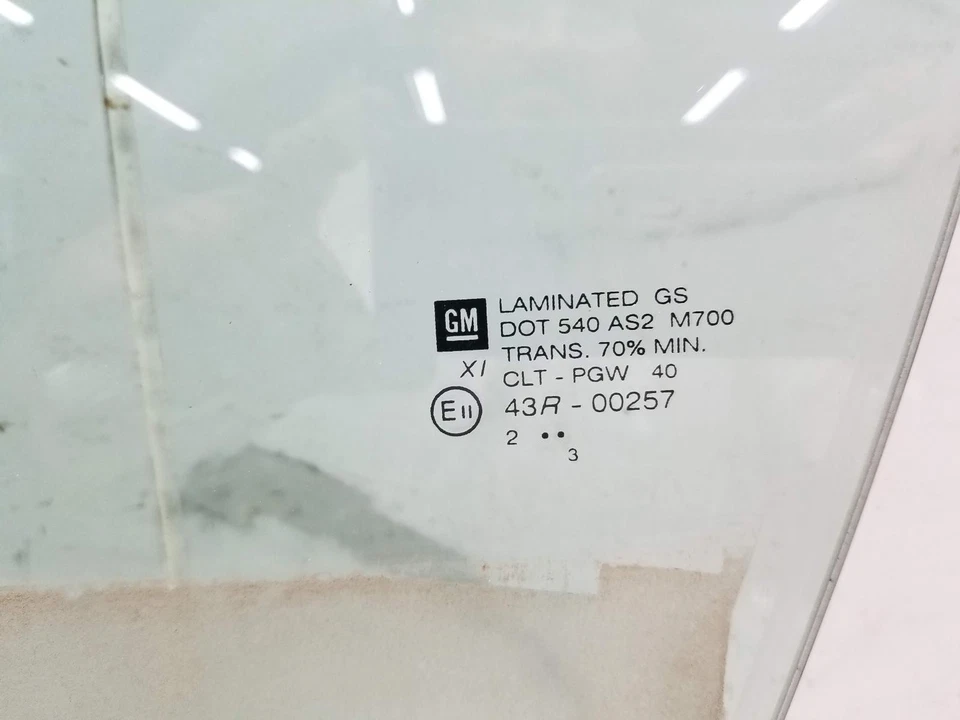 GM
LAMINATED GS
DOT 540 AS2 M700
TRANS. 70% MIN.
XI
CLT - PGW 40
E11
43R - 00257
2 ••
3